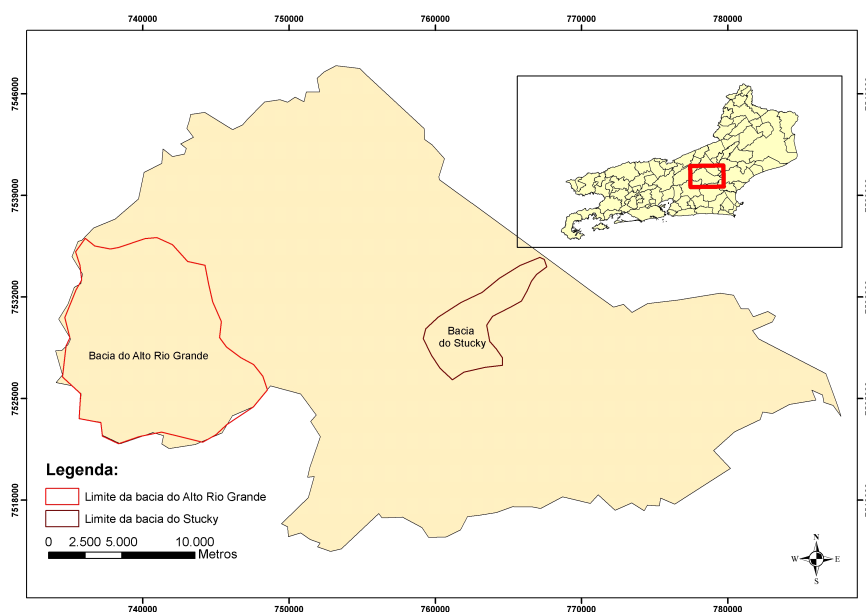 740000 750000 760000 770000 780000
7546000
7539000
7532000
7525000
7518000
Bacia do Alto Rio Grande
Bacia
do Stucky
Legenda:
Limite da bacia do Alto Rio Grande
Limite da bacia do Stucky
0 2.500 5.000 10.000
Metros
N
W E
S
740000 750000 760000 770000 780000